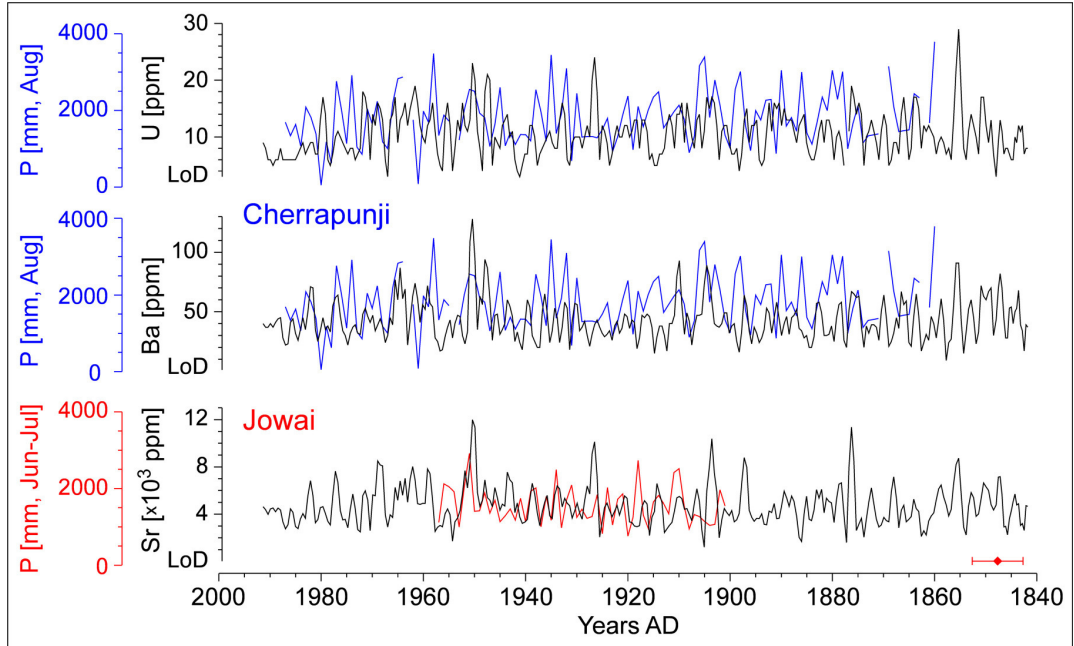 P [mm, Aug]
4000
2000
0
U [ppm]
30
20
10
LoD
Cherrapunji
P [mm, Aug]
4000
2000
0
Ba [ppm]
100
50
LoD
Jowai
P [mm, Jun-Jul]
4000
2000
0
Sr [x10³ ppm]
12
8
4
LoD
2000 1980 1960 1940 1920 1900 1880 1860 1840
Years AD